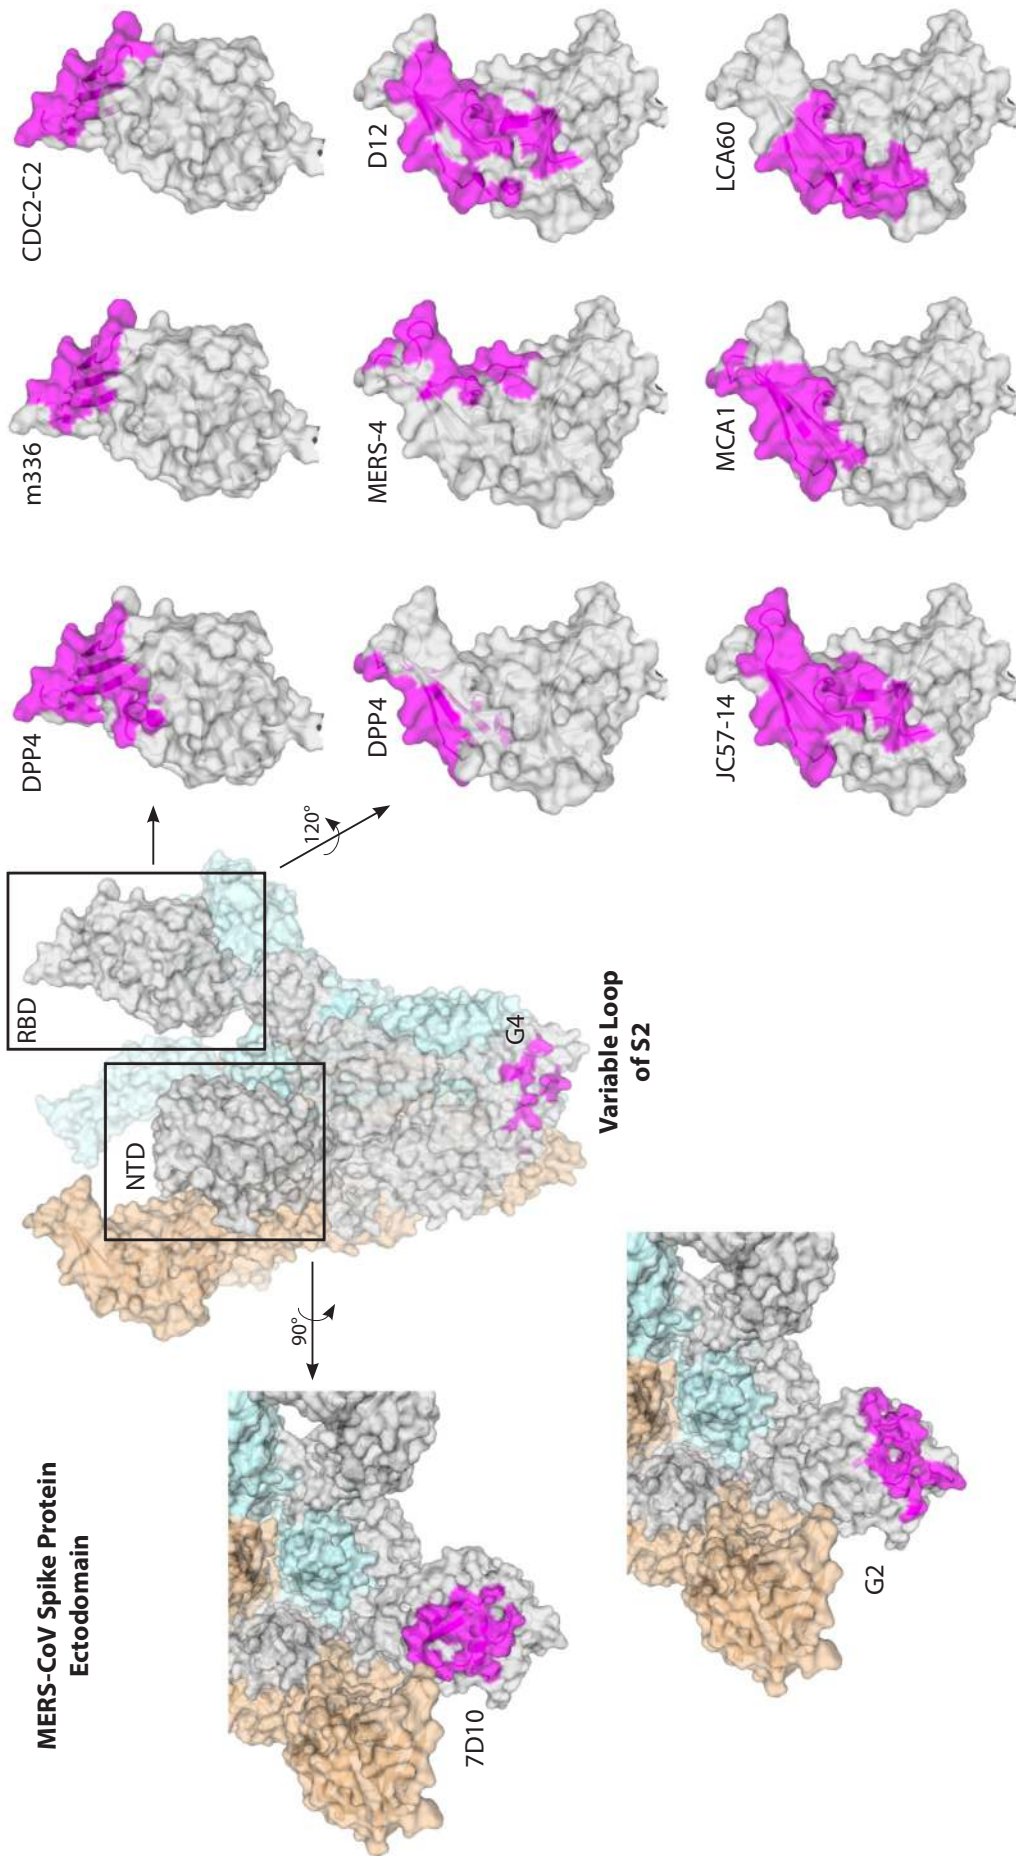 MERS-CoV Spike Protein
Ectodomain
RBD
NTD
G4
Variable Loop
of S2
90°
120°
7D10
G2
DPP4
m336
CDC2-C2
DPP4
MERS-4
D12
JC57-14
MCA1
LCA60